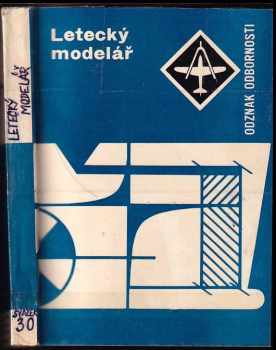 Letecký
modelář
ODZNAK ODBORNOSTI
LETECKÝ
MODELÁŘ
30